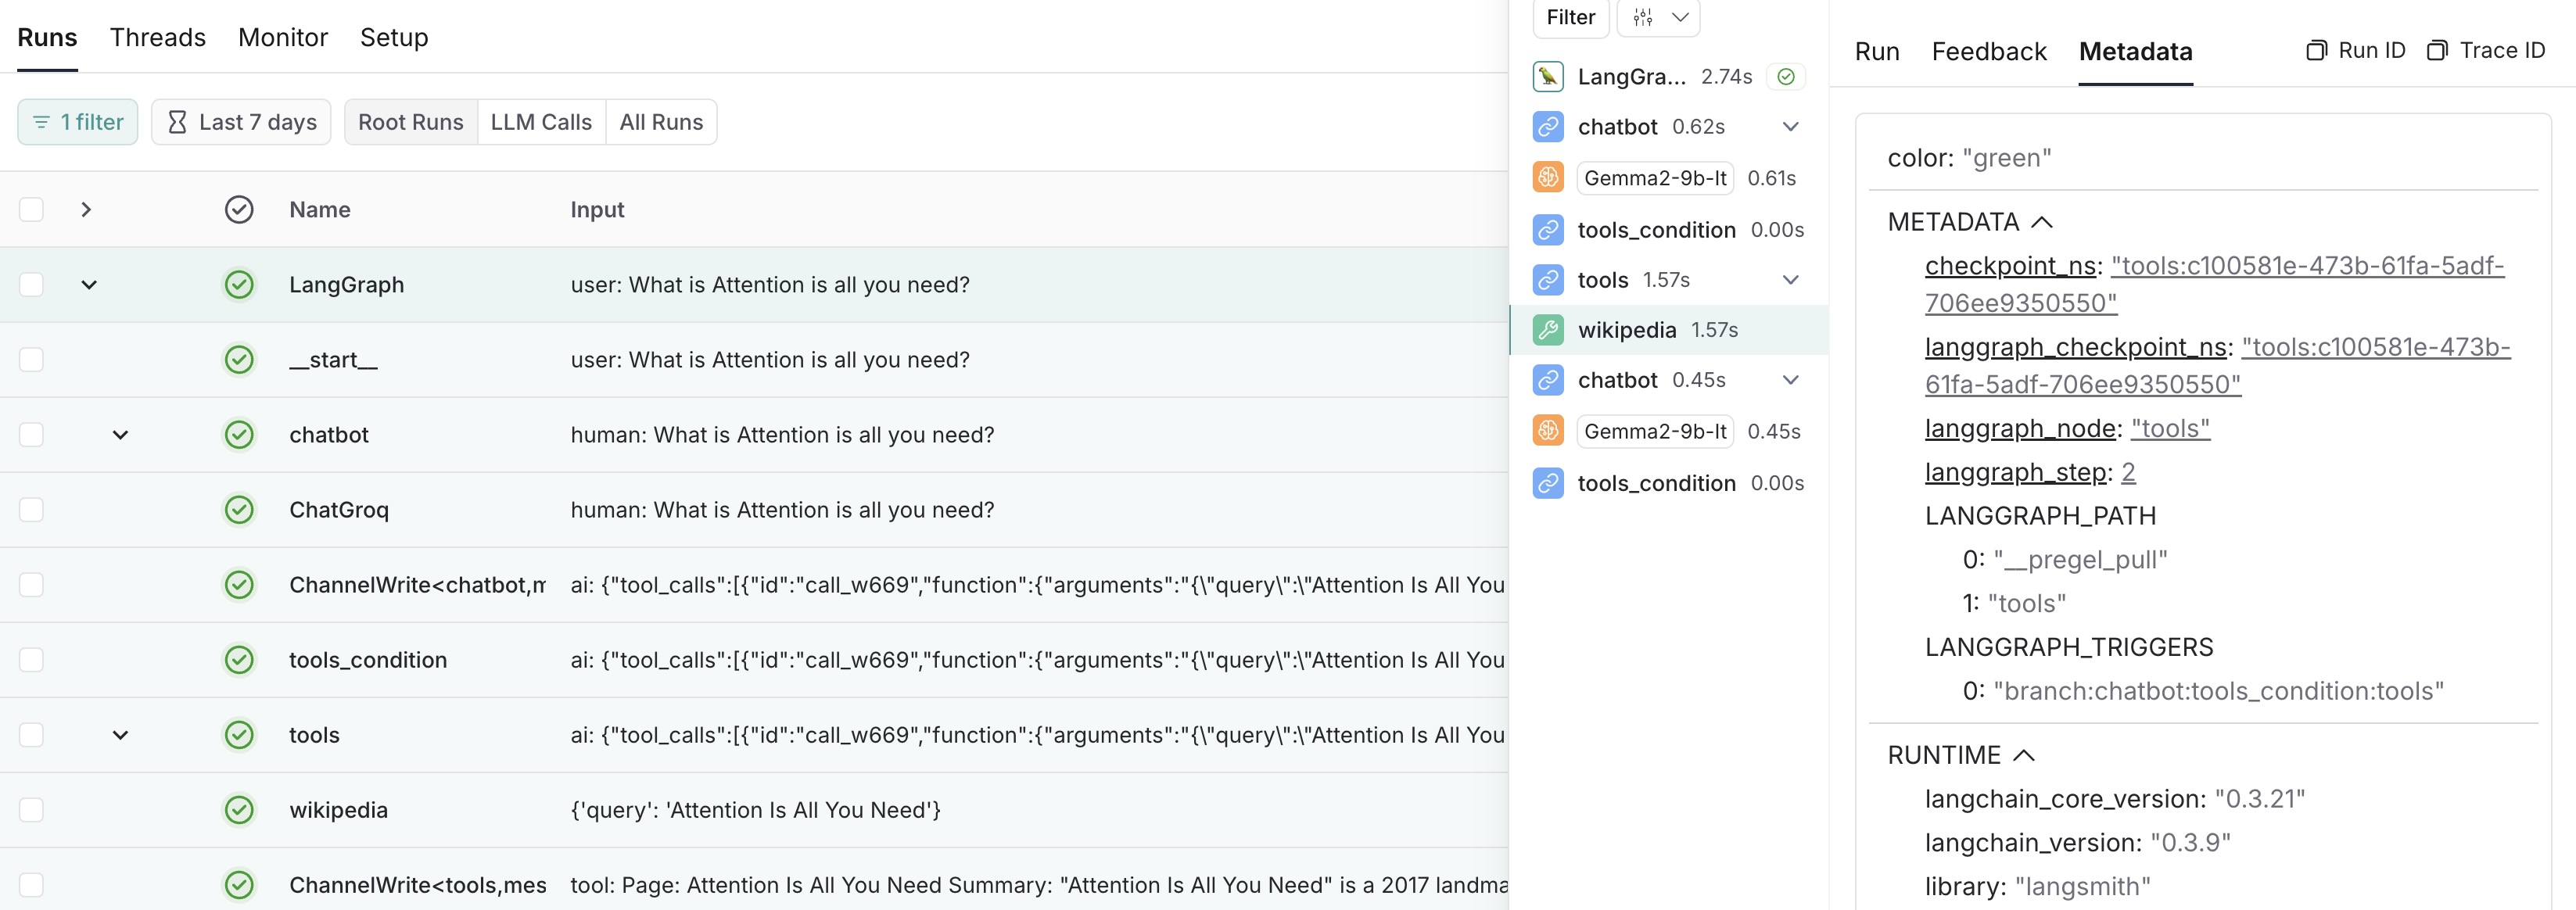 Runs Threads Monitor Setup
1 filter Last 7 days Root Runs LLM Calls All Runs
Name Input
LangGraph user: What is Attention is all you need?
__start__ user: What is Attention is all you need?
chatbot human: What is Attention is all you need?
ChatGroq human: What is Attention is all you need?
ChannelWrite<chatbot,m ai: {"tool_calls":[{"id":"call_w669","function":{"arguments":"{\"query\":\"Attention Is All You
tools_condition ai: {"tool_calls":[{"id":"call_w669","function":{"arguments":"{\"query\":\"Attention Is All You
tools ai: {"tool_calls":[{"id":"call_w669","function":{"arguments":"{\"query\":\"Attention Is All You
wikipedia {'query': 'Attention Is All You Need'}
ChannelWrite<tools,mes tool: Page: Attention Is All You Need Summary: "Attention Is All You Need" is a 2017 landma
Filter
LangGra... 2.74s
chatbot 0.62s
Gemma2-9b-It 0.61s
tools_condition 0.00s
tools 1.57s
wikipedia 1.57s
chatbot 0.45s
Gemma2-9b-It 0.45s
tools_condition 0.00s
Run Feedback Metadata Run ID Trace ID
color: "green"
METADATA
checkpoint_ns: "tools:c100581e-473b-61fa-5adf-
706ee9350550"
langgraph_checkpoint_ns: "tools:c100581e-473b-
61fa-5adf-706ee9350550"
langgraph_node: "tools"
langgraph_step: 2
LANGGRAPH_PATH
0: "__pregel_pull"
1: "tools"
LANGGRAPH_TRIGGERS
0: "branch:chatbot:tools_condition:tools"
RUNTIME
langchain_core_version: "0.3.21"
langchain_version: "0.3.9"
library: "langsmith"